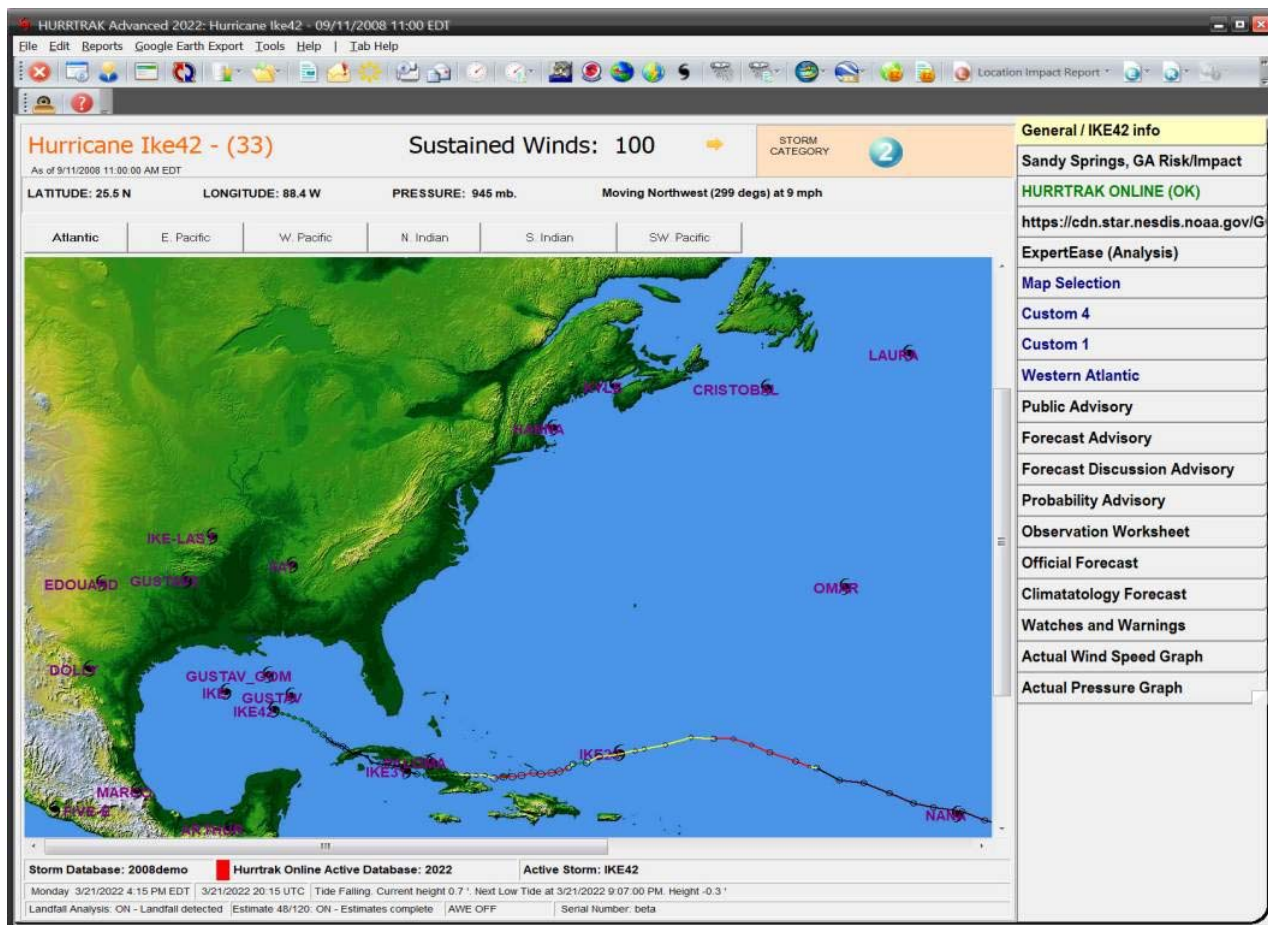 HURRTRAK Advanced 2022: Hurricane Ike42 - 09/11/2008 11:00 EDT
File Edit Reports Google Earth Export Tools Help | Tab Help
Location Impact Report
Hurricane Ike42 - (33)
Sustained Winds: 100
STORM CATEGORY
2
As of 9/11/2008 11:00:00 AM EDT
LATITUDE: 25.5 N LONGITUDE: 88.4 W PRESSURE: 945 mb. Moving Northwest (299 degs) at 9 mph
Atlantic E. Pacific W. Pacific N. Indian S. Indian SW. Pacific
LAURA
KYLE
CRISTOBAL
HANNA
IKE-LAST
FAY
EDOUARD GUSTAV
OMAR
DOLLY
GUSTAV_GOM
IKE
GUSTAV
IKE42
PALOMA
IKE31
MARCO
NANA
ARTHUR
General / IKE42 info
Sandy Springs, GA Risk/Impact
HURRTRAK ONLINE (OK)
https://cdn.star.nesdis.noaa.gov/G
ExpertEase (Analysis)
Map Selection
Custom 4
Custom 1
Western Atlantic
Public Advisory
Forecast Advisory
Forecast Discussion Advisory
Probability Advisory
Observation Worksheet
Official Forecast
Climatatology Forecast
Watches and Warnings
Actual Wind Speed Graph
Actual Pressure Graph
Storm Database: 2008demo Hurrtrak Online Active Database: 2022 Active Storm: IKE42
Monday 3/21/2022 4:15 PM EDT 3/21/2022 20:15 UTC Tide Falling. Current height 0.7 '. Next Low Tide at 3/21/2022 9:07:00 PM. Height -0.3 '
Landfall Analysis: ON - Landfall detected Estimate 48/120: ON - Estimates complete AWE OFF Serial Number: beta